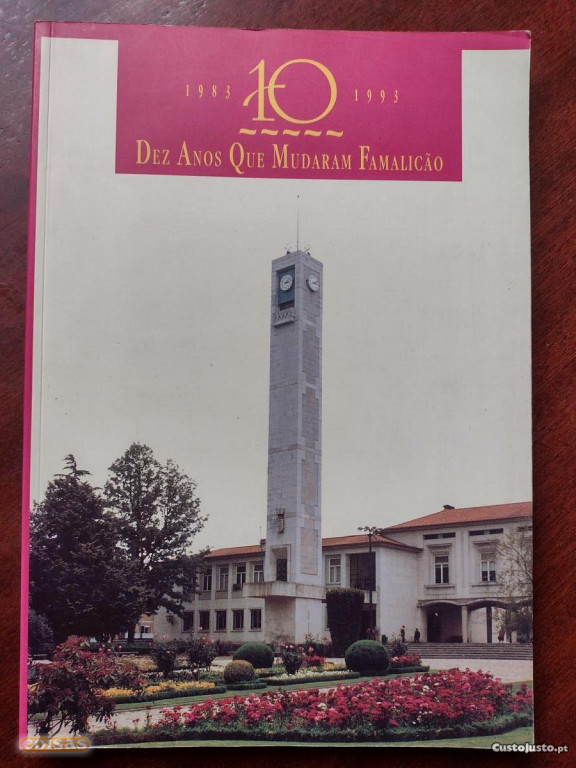 1983 10 1993
DEZ ANOS QUE MUDARAM FAMALICÃO
CustoJusto.pt